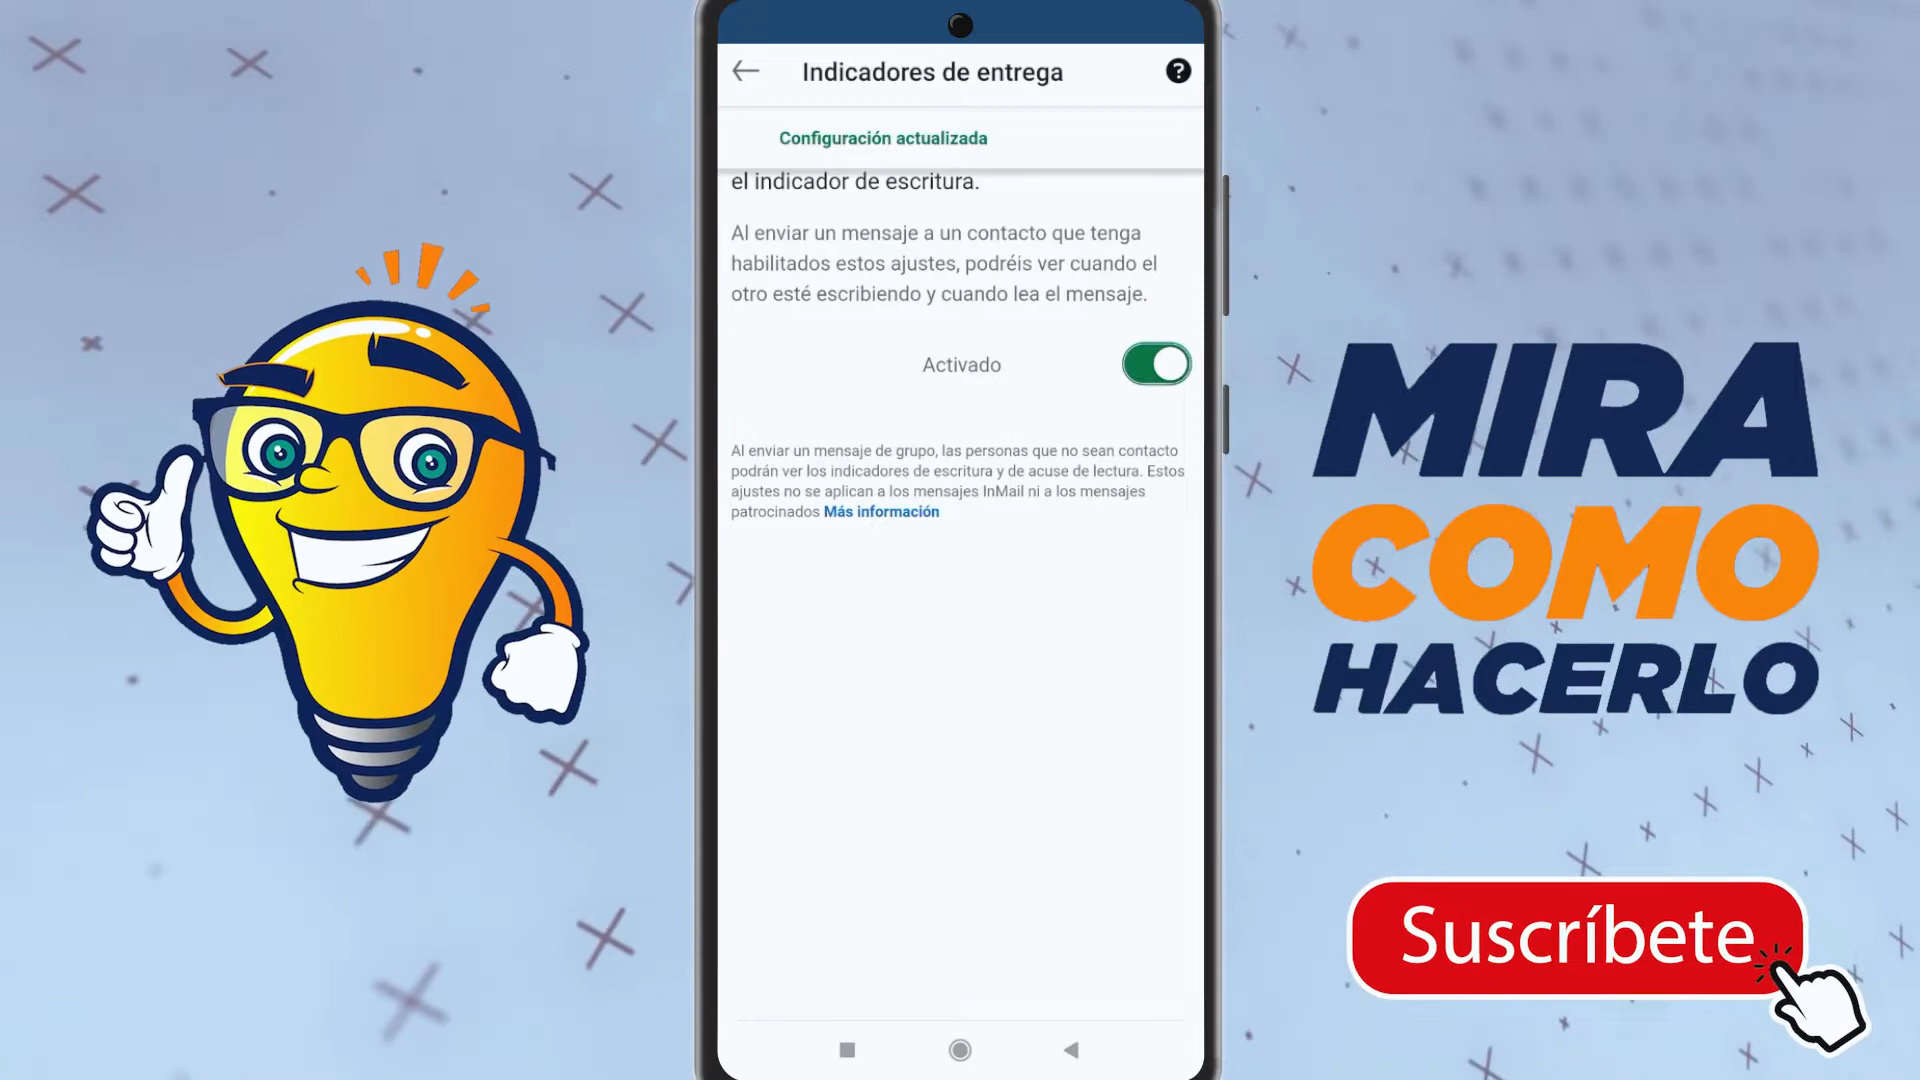 Indicadores de entrega
?
Configuración actualizada
el indicador de escritura.
Al enviar un mensaje a un contacto que tenga
habilitados estos ajustes, podréis ver cuando el
otro esté escribiendo y cuando lea el mensaje.
Activado
Al enviar un mensaje de grupo, las personas que no sean contacto
podrán ver los indicadores de escritura y de acuse de lectura. Estos
ajustes no se aplican a los mensajes InMail ni a los mensajes
patrocinados Más información
MIRA
COMO
HACERLO
Suscríbete